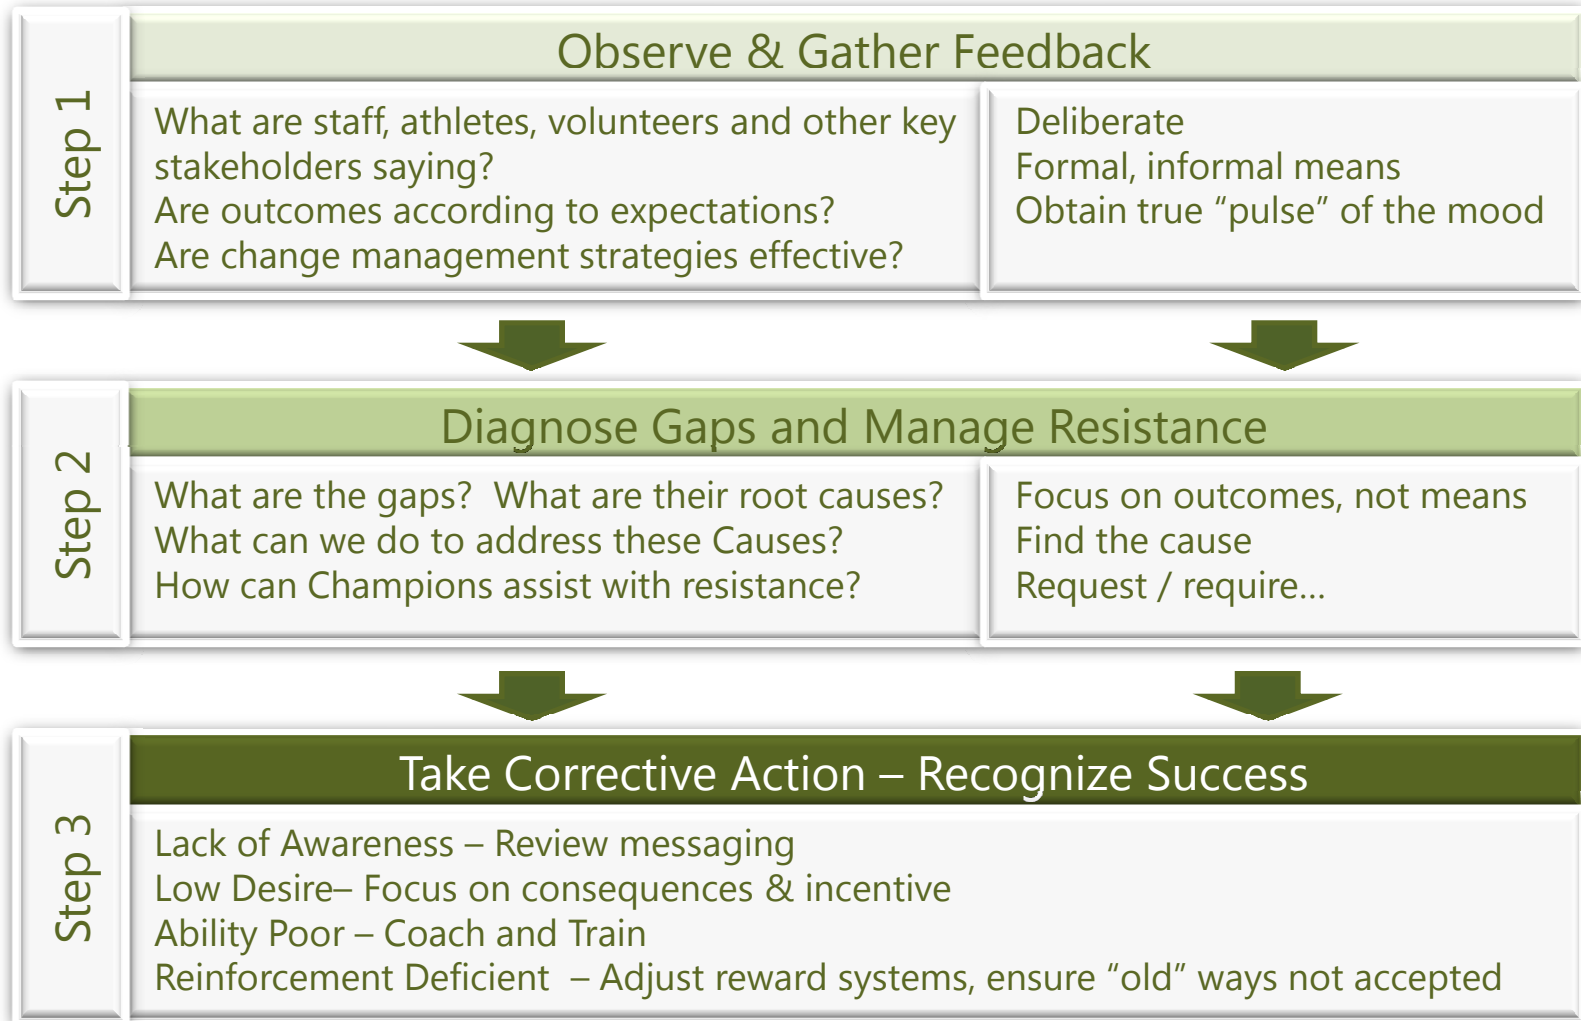 Step 1
Observe & Gather Feedback
What are staff, athletes, volunteers and other key
stakeholders saying?
Are outcomes according to expectations?
Are change management strategies effective?
Deliberate
Formal, informal means
Obtain true “pulse” of the mood
Step 2
Diagnose Gaps and Manage Resistance
What are the gaps?  What are their root causes?
What can we do to address these Causes?
How can Champions assist with resistance?
Focus on outcomes, not means
Find the cause
Request / require…
Step 3
Take Corrective Action – Recognize Success
Lack of Awareness – Review messaging
Low Desire– Focus on consequences & incentive
Ability Poor – Coach and Train
Reinforcement Deficient  – Adjust reward systems, ensure “old” ways not accepted